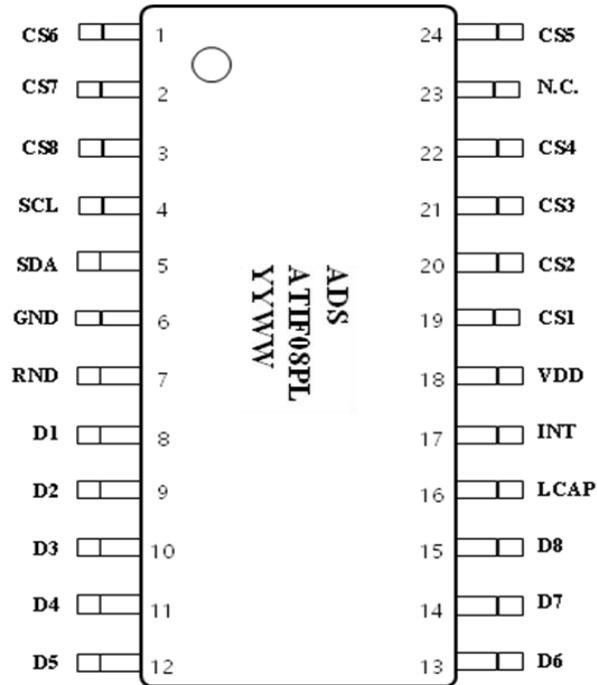 CS6 1 24 CS5
CS7 2 23 N.C.
CS8 3 22 CS4
SCL 4 21 CS3
SDA 5 20 CS2
GND 6 19 CS1
RND 7 18 VDD
D1 8 17 INT
D2 9 16 LCAP
D3 10 15 D8
D4 11 14 D7
D5 12 13 D6
ADS
ATIF08PL
YYWW